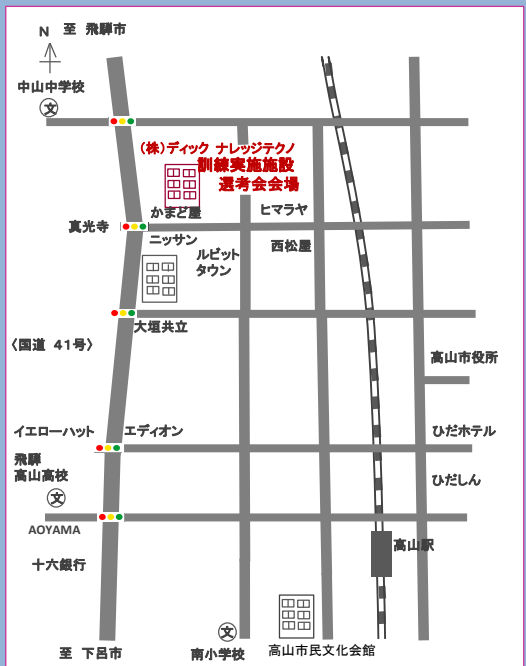 N
至 飛騨市
中山中学校
文
(株)ディック ナレッジテクノ
訓練実施施設
選考会会場
かまど屋
ヒマラヤ
真光寺
ニッサン
西松屋
ルビット
タウン
大垣共立
〈国道 41号〉
高山市役所
イエローハット
エディオン
ひだホテル
飛騨
高山高校
ひだしん
文
AOYAMA
高山駅
十六銀行
文
至 下呂市
南小学校
高山市民文化会館